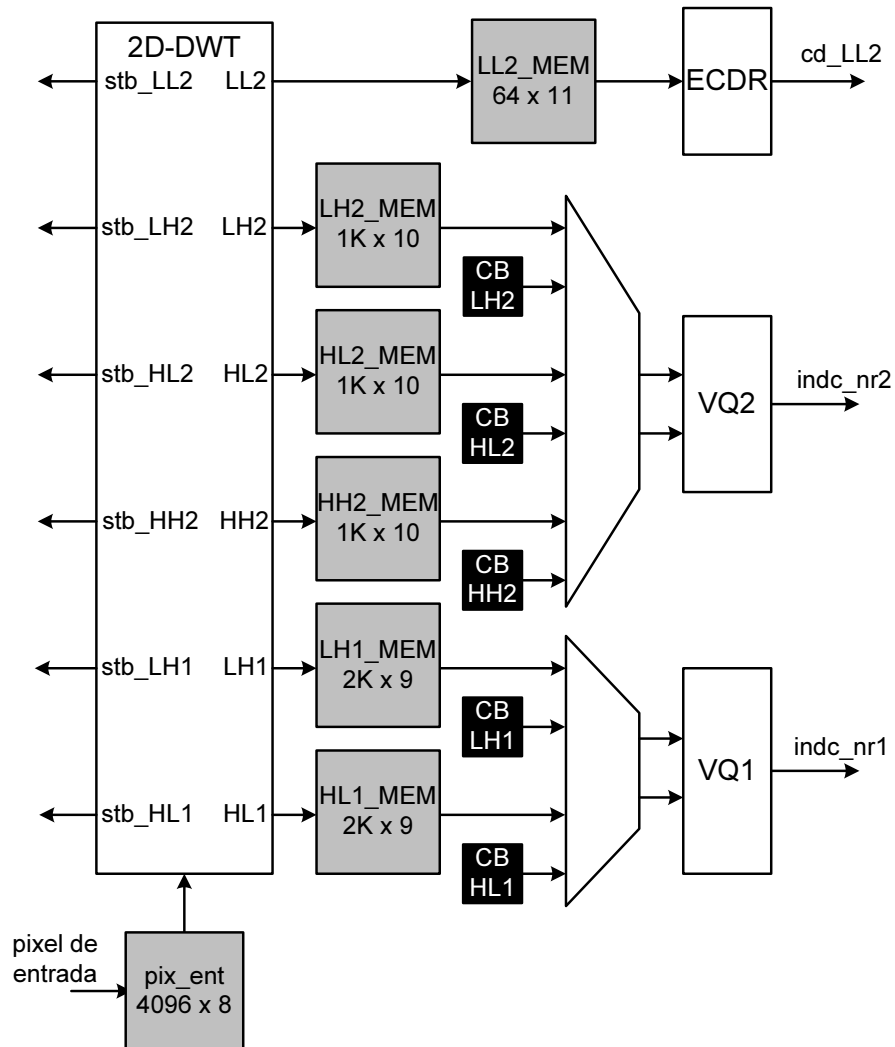 2D-DWT
stb_LL2
LL2
LL2_MEM
64 x 11
ECDR
cd_LL2
stb_LH2
LH2
LH2_MEM
1K x 10
CB
LH2
stb_HL2
HL2
HL2_MEM
1K x 10
CB
HL2
VQ2
indc_nr2
stb_HH2
HH2
HH2_MEM
1K x 10
CB
HH2
stb_LH1
LH1
LH1_MEM
2K x 9
CB
LH1
VQ1
indc_nr1
stb_HL1
HL1
HL1_MEM
2K x 9
CB
HL1
pixel de
entrada
pix_ent
4096 x 8